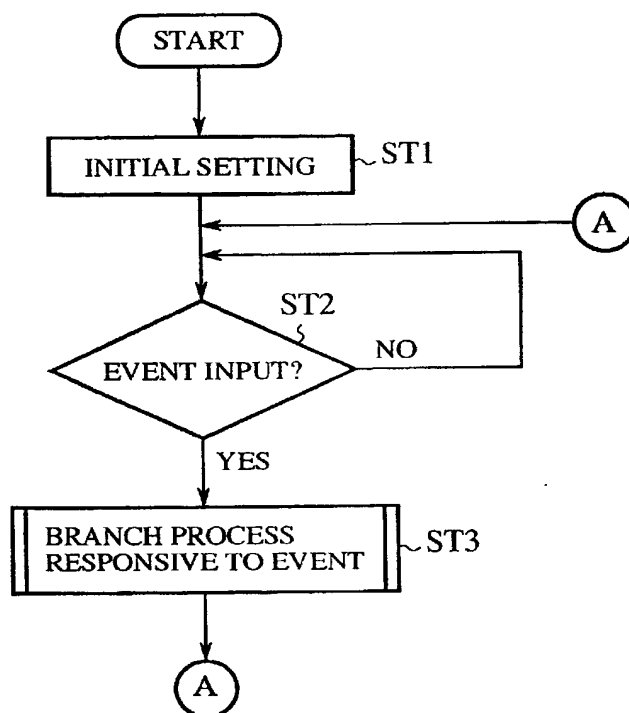 START
INITIAL SETTING
ST1
A
ST2
EVENT INPUT?
NO
YES
BRANCH PROCESS
RESPONSIVE TO EVENT
ST3
A